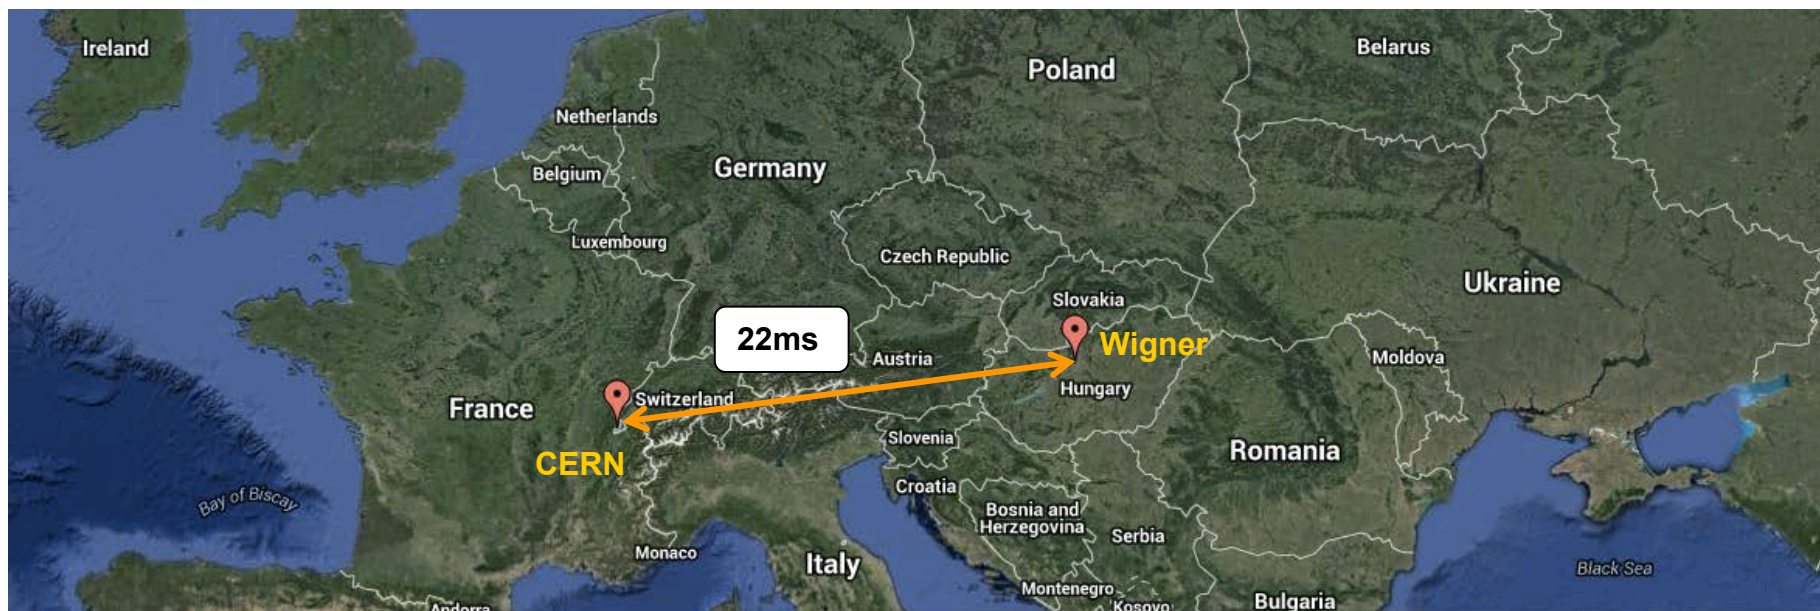 Ireland
Belarus
Poland
Netherlands
Germany
Belgium
Luxembourg
Czech Republic
Ukraine
Slovakia
22ms
Wigner
Austria
Moldova
Hungary
Switzerland
France
Slovenia
Romania
CERN
Croatia
Bay of Biscay
Bosnia and
Herzegovina
Serbia
Monaco
Italy
Black Sea
Montenegro
Bulgaria
Andorra
Kosovo